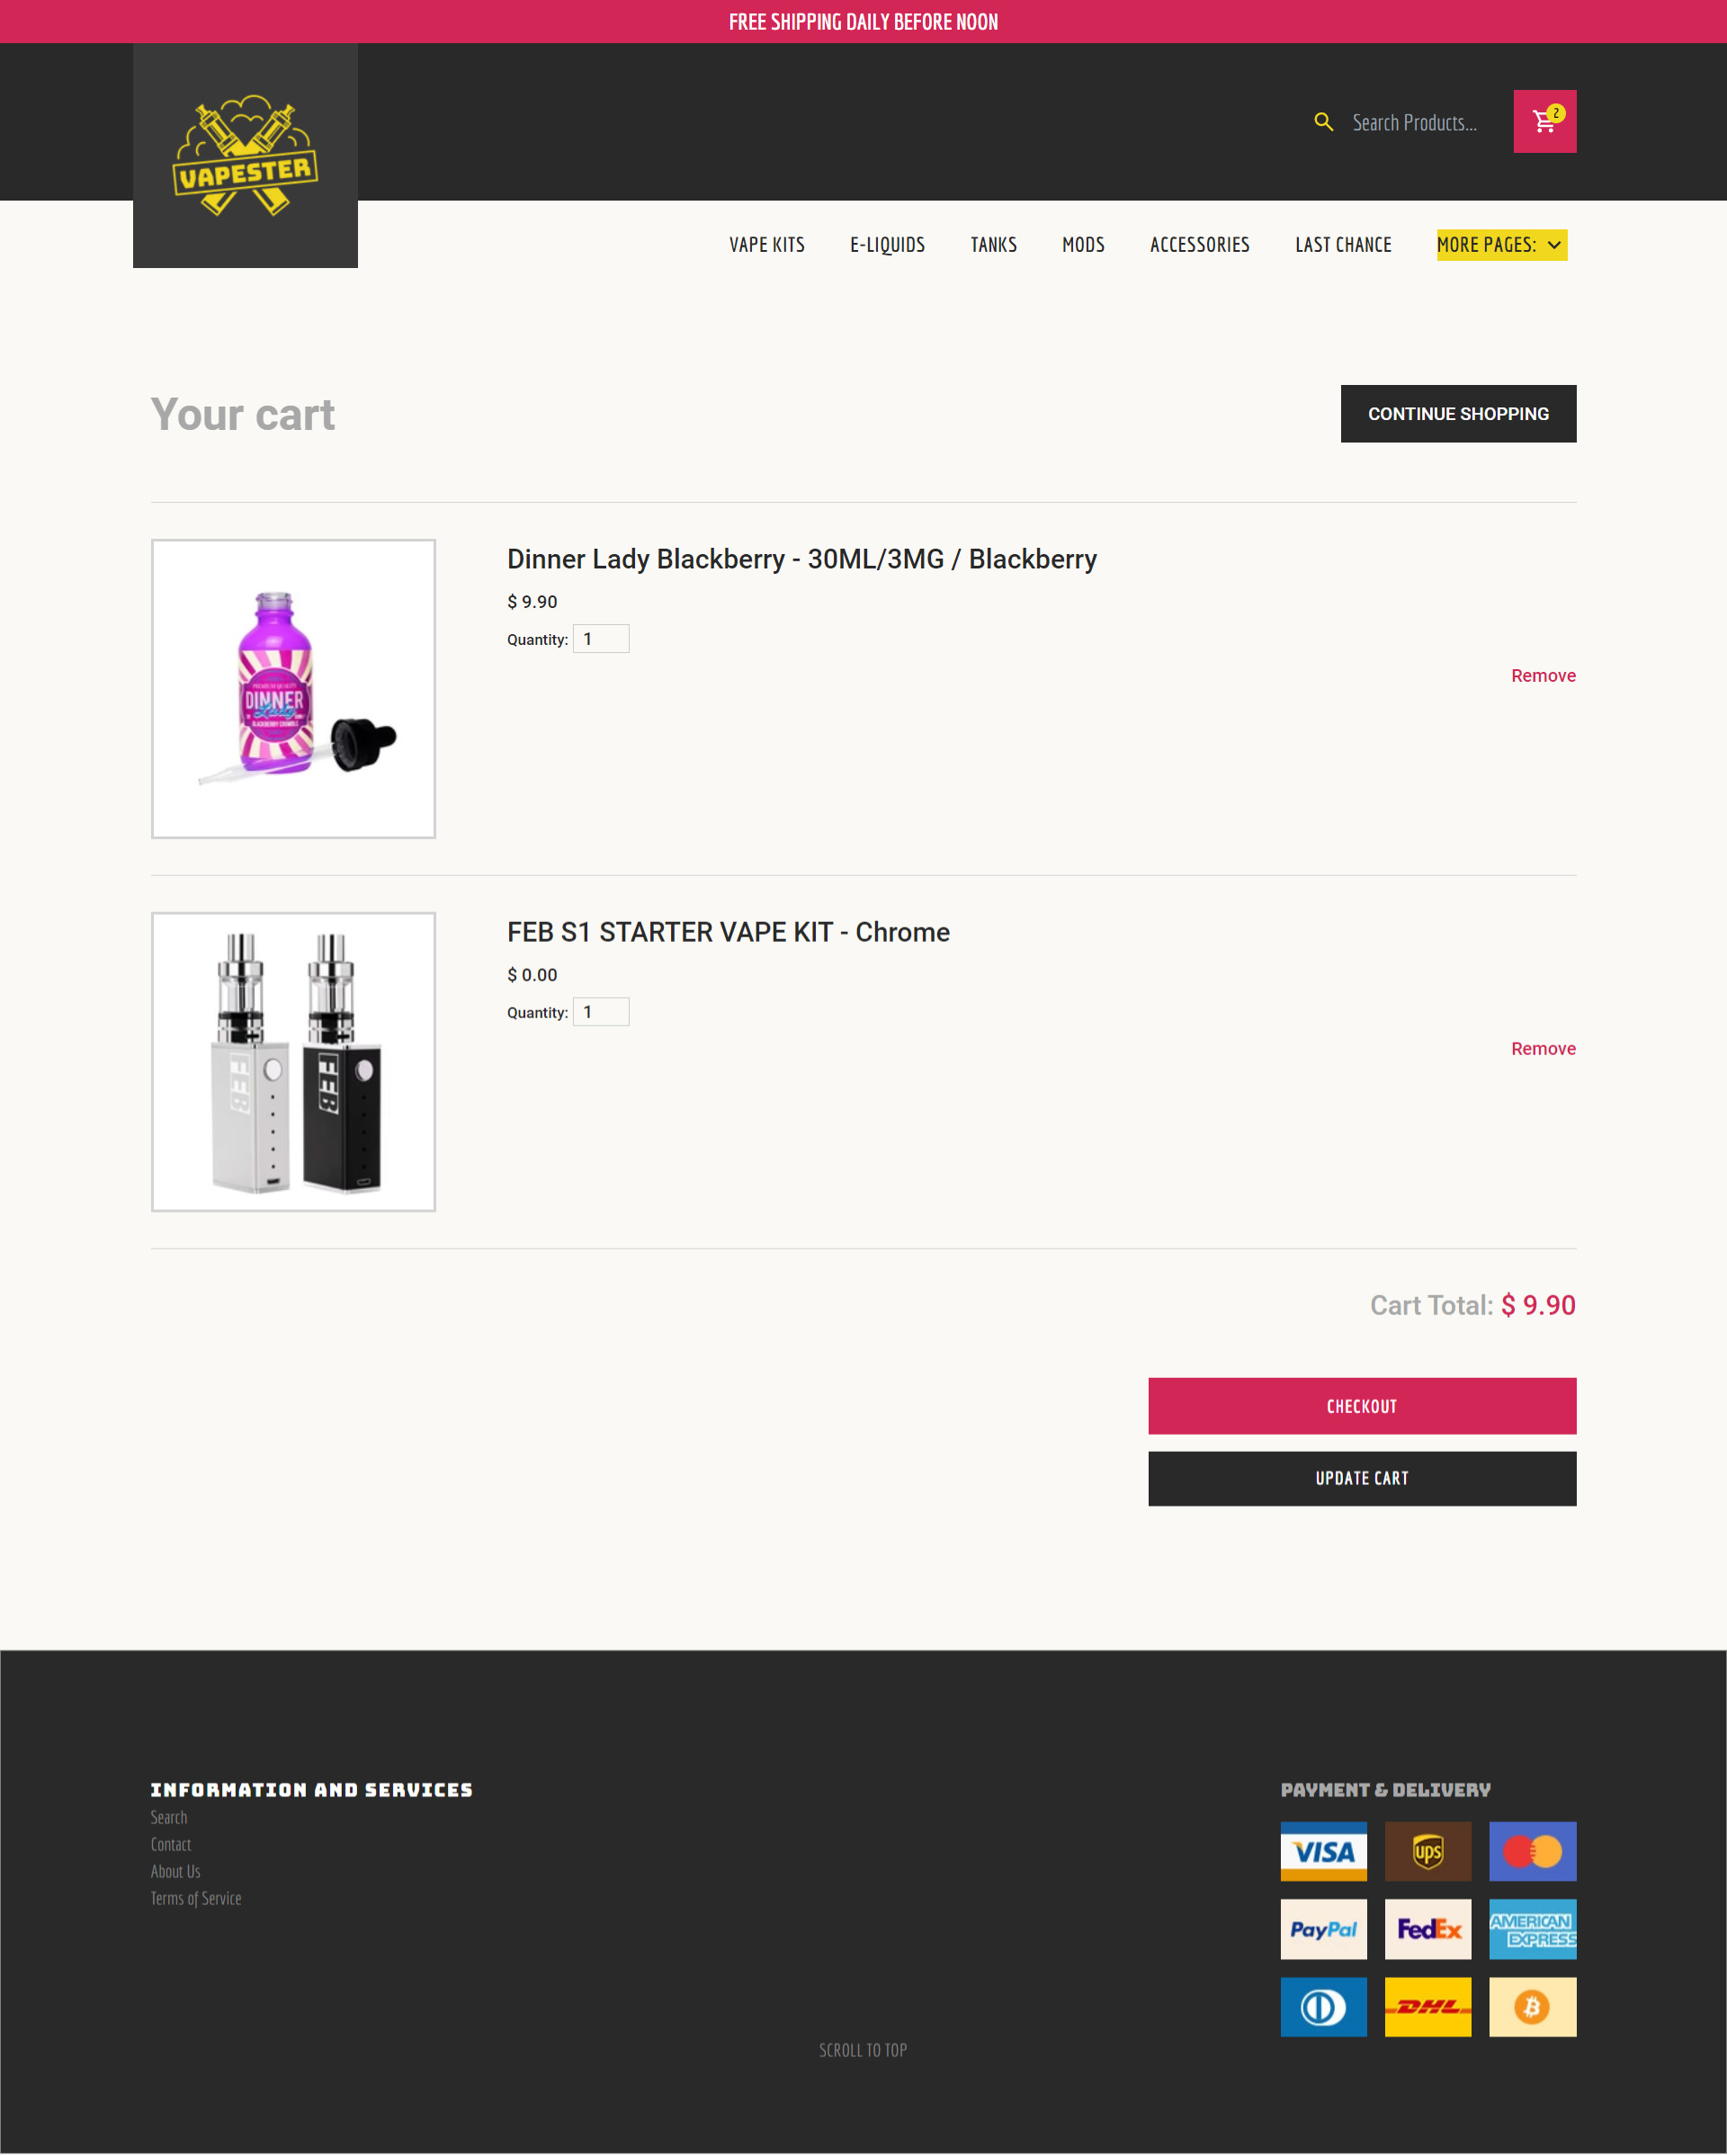 FREE SHIPPING DAILY BEFORE NOON
VAPESTER
Search Products...
2
VAPE KITS
E-LIQUIDS
TANKS
MODS
ACCESSORIES
LAST CHANCE
MORE PAGES:
Your cart
CONTINUE SHOPPING
DINNER
Lady
Dinner Lady Blackberry - 30ML/3MG / Blackberry
$ 9.90
Quantity: 1
Remove
FEB
FEB
FEB S1 STARTER VAPE KIT - Chrome
$ 0.00
Quantity: 1
Remove
Cart Total: $ 9.90
CHECKOUT
UPDATE CART
INFORMATION AND SERVICES
Search
Contact
About Us
Terms of Service
PAYMENT & DELIVERY
VISA
ups
PayPal
FedEx
AMERICAN
EXPRESS
DHL
SCROLL TO TOP